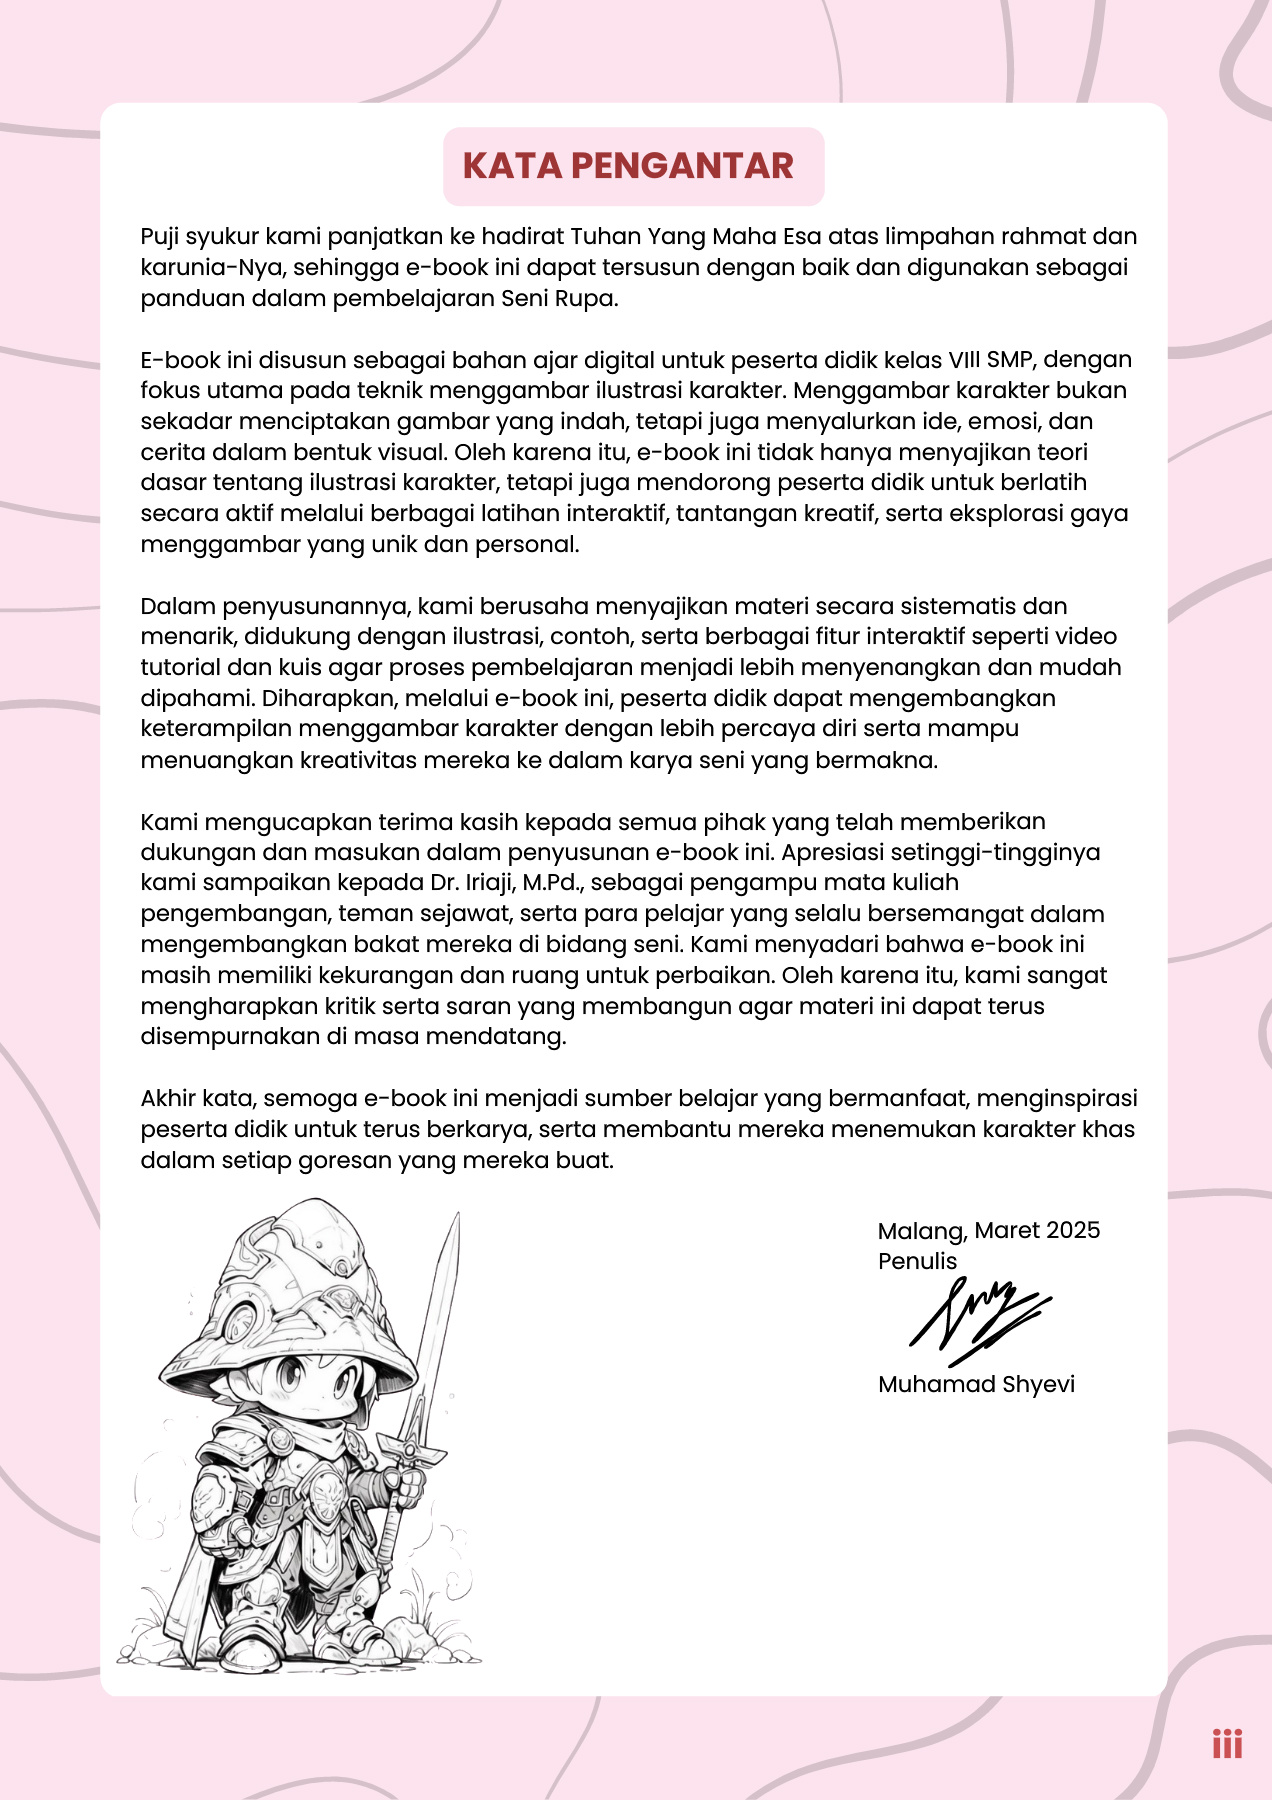 KATA PENGANTAR
Puji syukur kami panjatkan ke hadirat Tuhan Yang Maha Esa atas limpahan rahmat dan
karunia-Nya, sehingga e-book ini dapat tersusun dengan baik dan digunakan sebagai
panduan dalam pembelajaran Seni Rupa.
E-book ini disusun sebagai bahan ajar digital untuk peserta didik kelas VIII SMP, dengan
fokus utama pada teknik menggambar ilustrasi karakter. Menggambar karakter bukan
sekadar menciptakan gambar yang indah, tetapi juga menyalurkan ide, emosi, dan
cerita dalam bentuk visual. Oleh karena itu, e-book ini tidak hanya menyajikan teori
dasar tentang ilustrasi karakter, tetapi juga mendorong peserta didik untuk berlatih
secara aktif melalui berbagai latihan interaktif, tantangan kreatif, serta eksplorasi gaya
menggambar yang unik dan personal.
Dalam penyusunannya, kami berusaha menyajikan materi secara sistematis dan
menarik, didukung dengan ilustrasi, contoh, serta berbagai fitur interaktif seperti video
tutorial dan kuis agar proses pembelajaran menjadi lebih menyenangkan dan mudah
dipahami. Diharapkan, melalui e-book ini, peserta didik dapat mengembangkan
keterampilan menggambar karakter dengan lebih percaya diri serta mampu
menuangkan kreativitas mereka ke dalam karya seni yang bermakna.
Kami mengucapkan terima kasih kepada semua pihak yang telah memberikan
dukungan dan masukan dalam penyusunan e-book ini. Apresiasi setinggi-tingginya
kami sampaikan kepada Dr. Iriaji, M.Pd., sebagai pengampu mata kuliah
pengembangan, teman sejawat, serta para pelajar yang selalu bersemangat dalam
mengembangkan bakat mereka di bidang seni. Kami menyadari bahwa e-book ini
masih memiliki kekurangan dan ruang untuk perbaikan. Oleh karena itu, kami sangat
mengharapkan kritik serta saran yang membangun agar materi ini dapat terus
disempurnakan di masa mendatang.
Akhir kata, semoga e-book ini menjadi sumber belajar yang bermanfaat, menginspirasi
peserta didik untuk terus berkarya, serta membantu mereka menemukan karakter khas
dalam setiap goresan yang mereka buat.
Malang, Maret 2025
Penulis
Muhamad Shyevi
iii